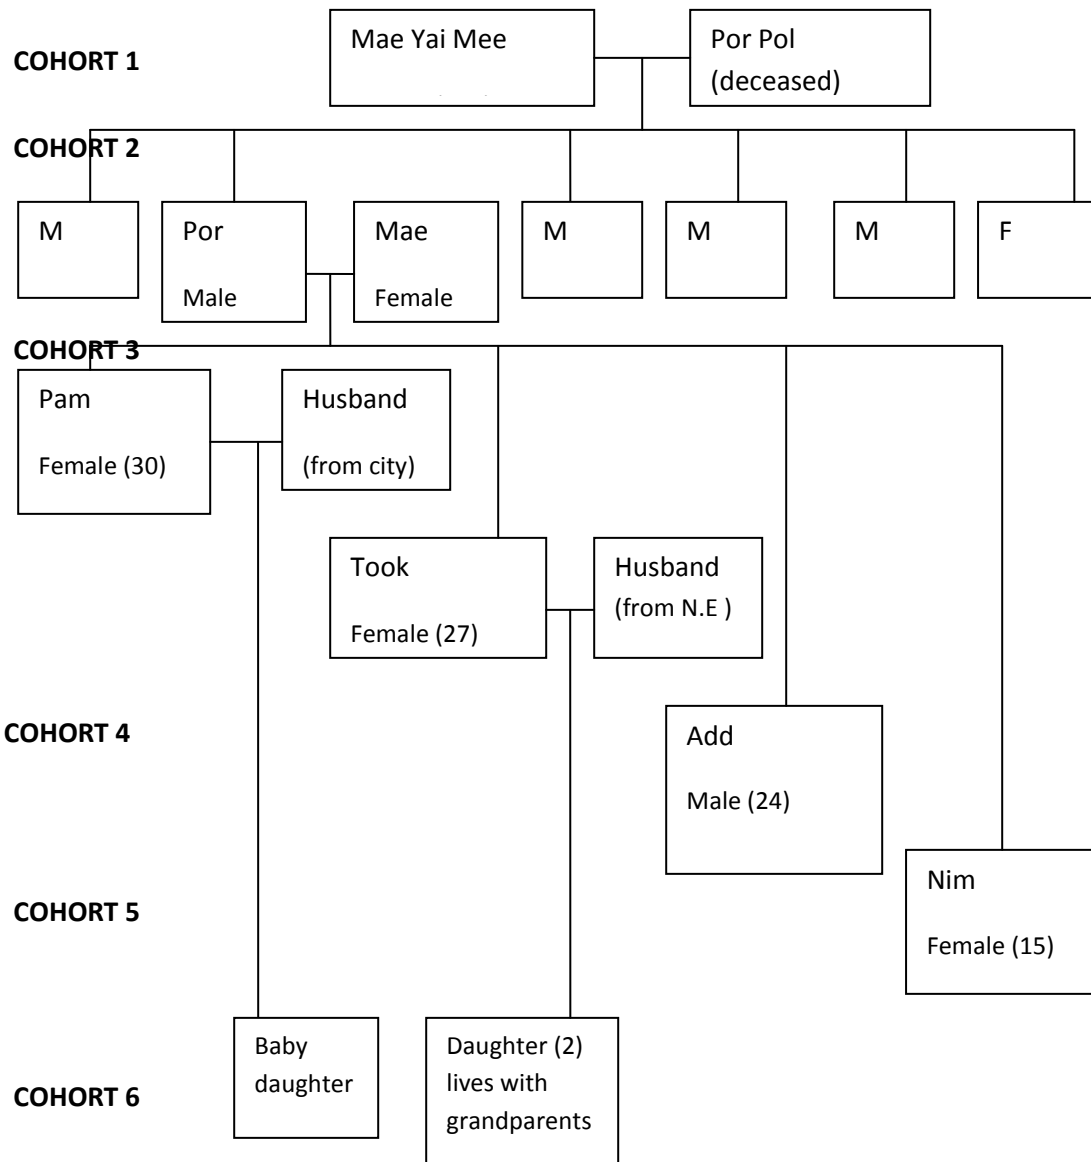 COHORT 1
Mae Yai Mee
Por Pol
(deceased)
COHORT 2
M
Por
Male
Mae
Female
M
M
M
F
COHORT 3
Pam
Female (30)
Husband
(from city)
Took
Female (27)
Husband
(from N.E )
COHORT 4
Add
Male (24)
COHORT 5
Nim
Female (15)
COHORT 6
Baby
daughter
Daughter (2)
lives with
grandparents